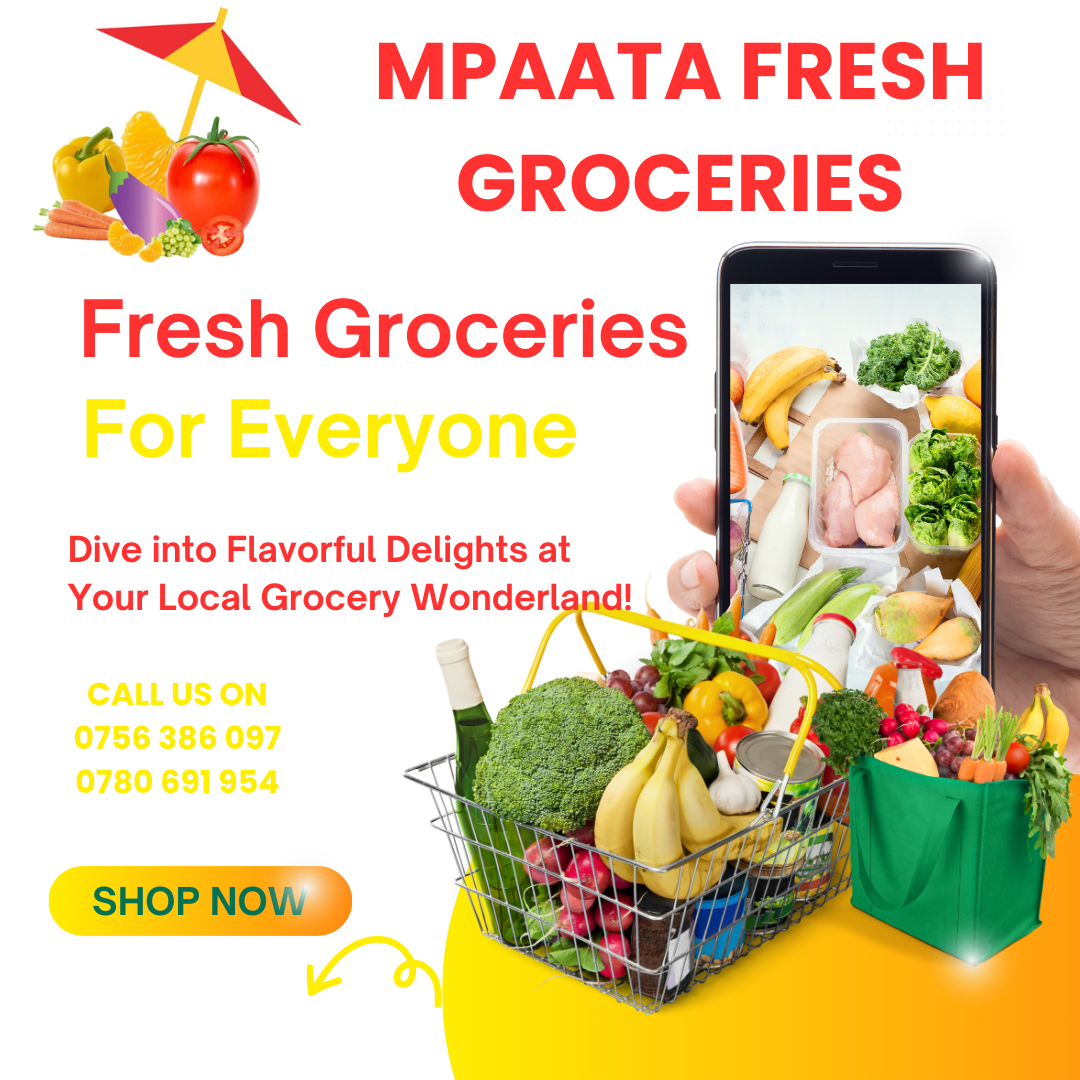 MPAATA FRESH
GROCERIES
Fresh Groceries
For Everyone
Dive into Flavorful Delights at
Your Local Grocery Wonderland!
CALL US ON
0756 386 097
0780 691 954
SHOP NOW